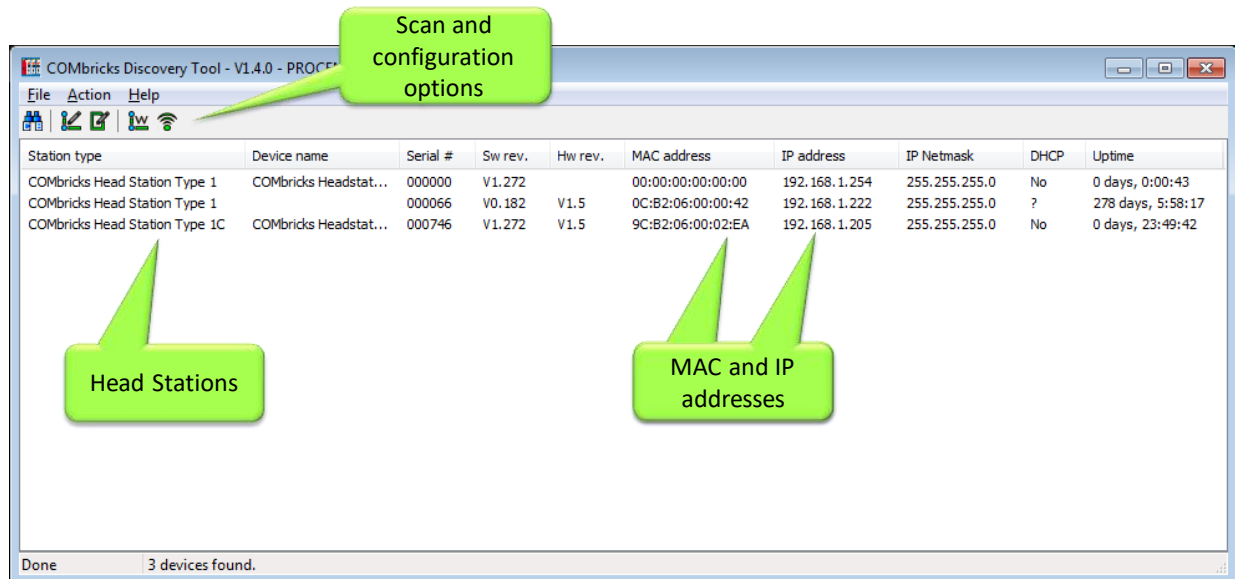 Scan and
configuration
options
COMbricks Discovery Tool - V1.4.0 - PROCE
File Action Help
Station type Device name Serial # Sw rev. Hw rev. MAC address IP address IP Netmask DHCP Uptime
COMbricks Head Station Type 1 COMbricks Headstat... 000000 V1.272 00:00:00:00:00:00 192.168.1.254 255.255.255.0 No 0 days, 0:00:43
COMbricks Head Station Type 1 000066 V0.182 V1.5 0C:B2:06:00:00:42 192.168.1.222 255.255.255.0 ? 278 days, 5:58:17
COMbricks Head Station Type 1C COMbricks Headstat... 000746 V1.272 V1.5 9C:B2:06:00:02:EA 192.168.1.205 255.255.255.0 No 0 days, 23:49:42
Head Stations
MAC and IP
addresses
Done 3 devices found.